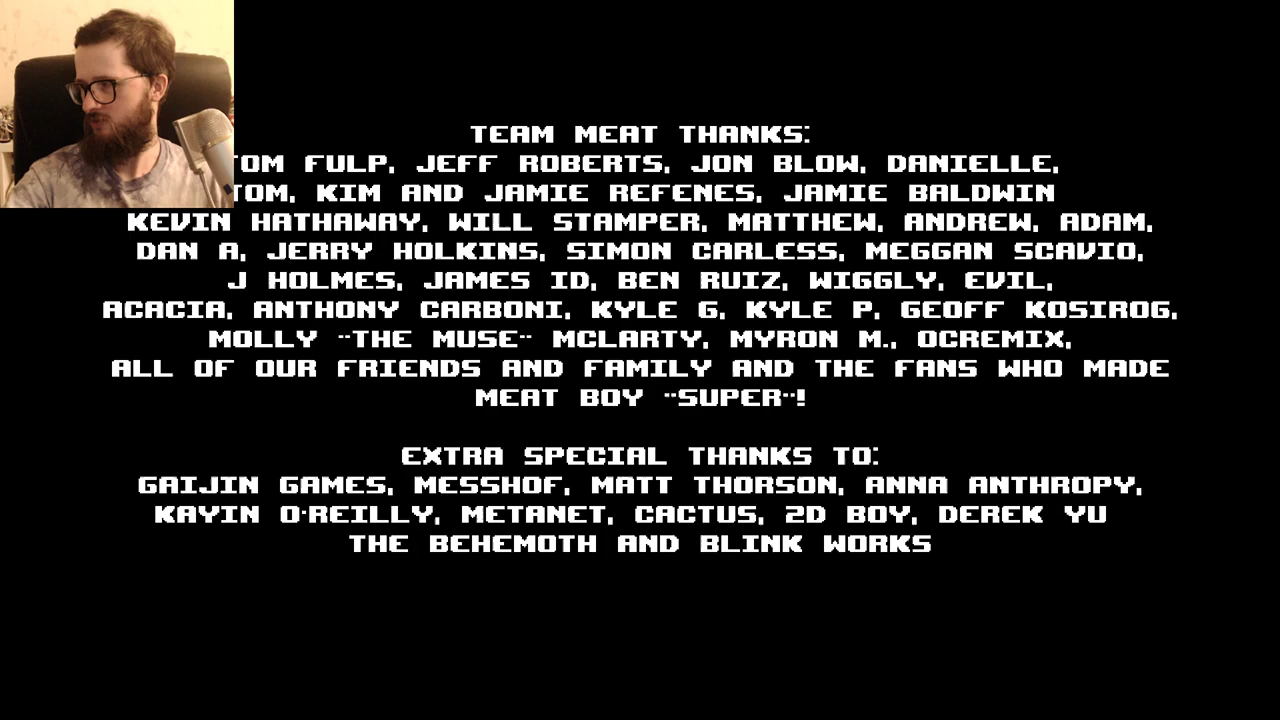 TEAM MEAT THANKS:
TOM FULP, JEFF ROBERTS, JON BLOW, DANIELLE,
TOM, KIM AND JAMIE REFENES, JAMIE BALDWIN
KEVIN HATHAWAY, WILL STAMPER, MATTHEW, ANDREW, ADAM,
DAN A, JERRY HOLKINS, SIMON CARLESS, MEGGAN SCAVIO,
J HOLMES, JAMES ID, BEN RUIZ, WIGGLY, EVIL,
ACACIA, ANTHONY CARBONI, KYLE G, KYLE P, GEOFF KOSIROG,
MOLLY "THE MUSE" MCLARTY, MYRON M., OCREMIX,
ALL OF OUR FRIENDS AND FAMILY AND THE FANS WHO MADE
MEAT BOY "SUPER"!
EXTRA SPECIAL THANKS TO:
GAIJIN GAMES, MESSHOF, MATT THORSON, ANNA ANTHROPY,
KAYIN O'REILLY, METANET, CACTUS, 2D BOY, DEREK YU
THE BEHEMOTH AND BLINK WORKS